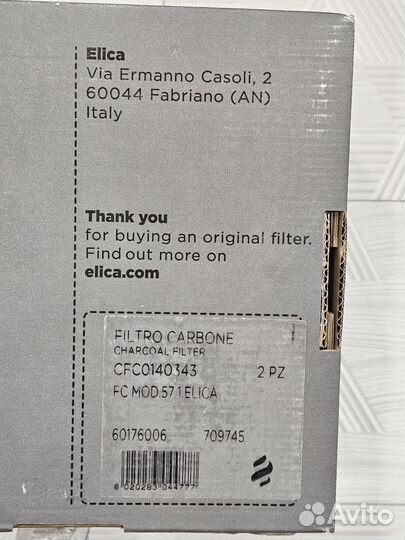 Elica
Via Ermanno Casoli, 2
60044 Fabriano (AN)
Italy
Thank you
for buying an original filter.
Find out more on
elica.com
FILTRO CARBONE
CHARCOAL FILTER
CFC0140343 2 PZ
FC MOD.57 1 ELICA
60176006 709745
8 020283 044777
Avito